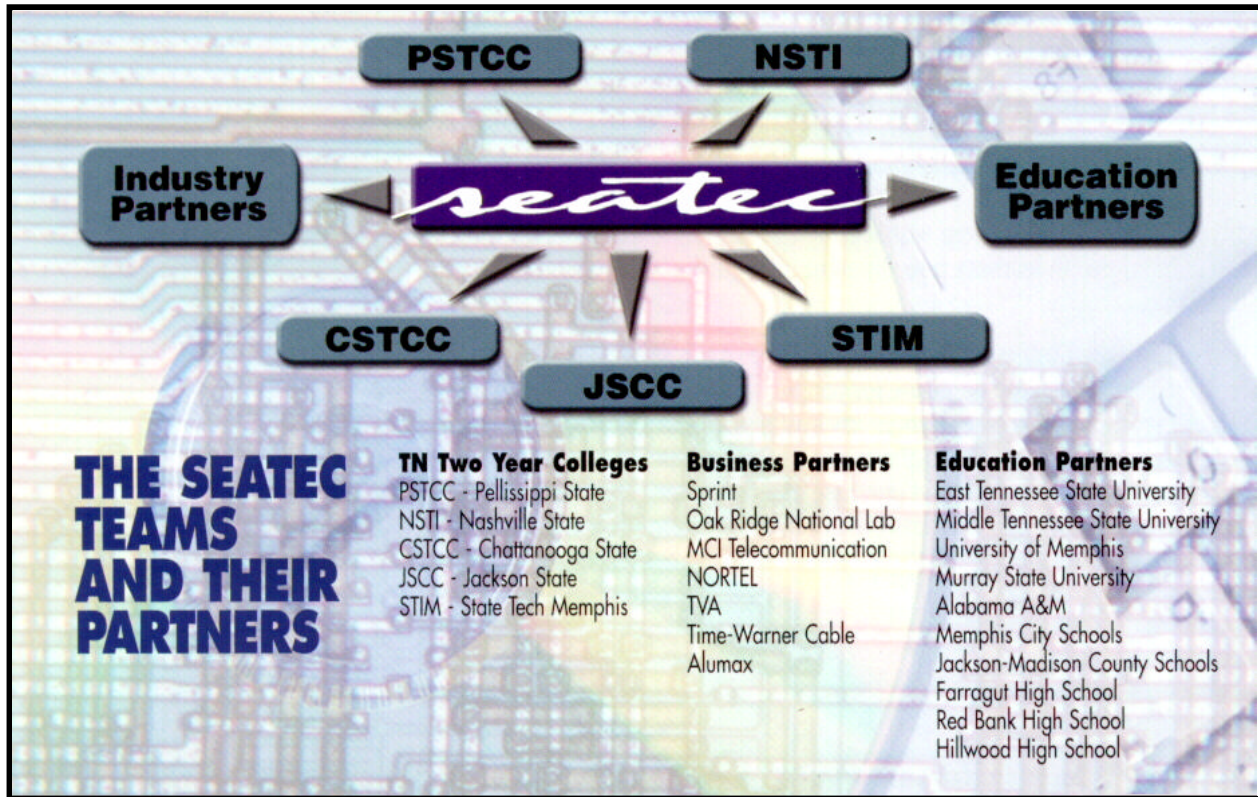 PSTCC
NSTI
Industry
Partners
seatec
Education
Partners
CSTCC
STIM
JSCC
THE SEATEC
TEAMS
AND THEIR
PARTNERS
TN Two Year Colleges
PSTCC - Pellissippi State
NSTI - Nashville State
CSTCC - Chattanooga State
JSCC - Jackson State
STIM - State Tech Memphis
Business Partners
Sprint
Oak Ridge National Lab
MCI Telecommunication
NORTEL
TVA
Time-Warner Cable
Alumax
Education Partners
East Tennessee State University
Middle Tennessee State University
University of Memphis
Murray State University
Alabama A&M
Memphis City Schools
Jackson-Madison County Schools
Farragut High School
Red Bank High School
Hillwood High School